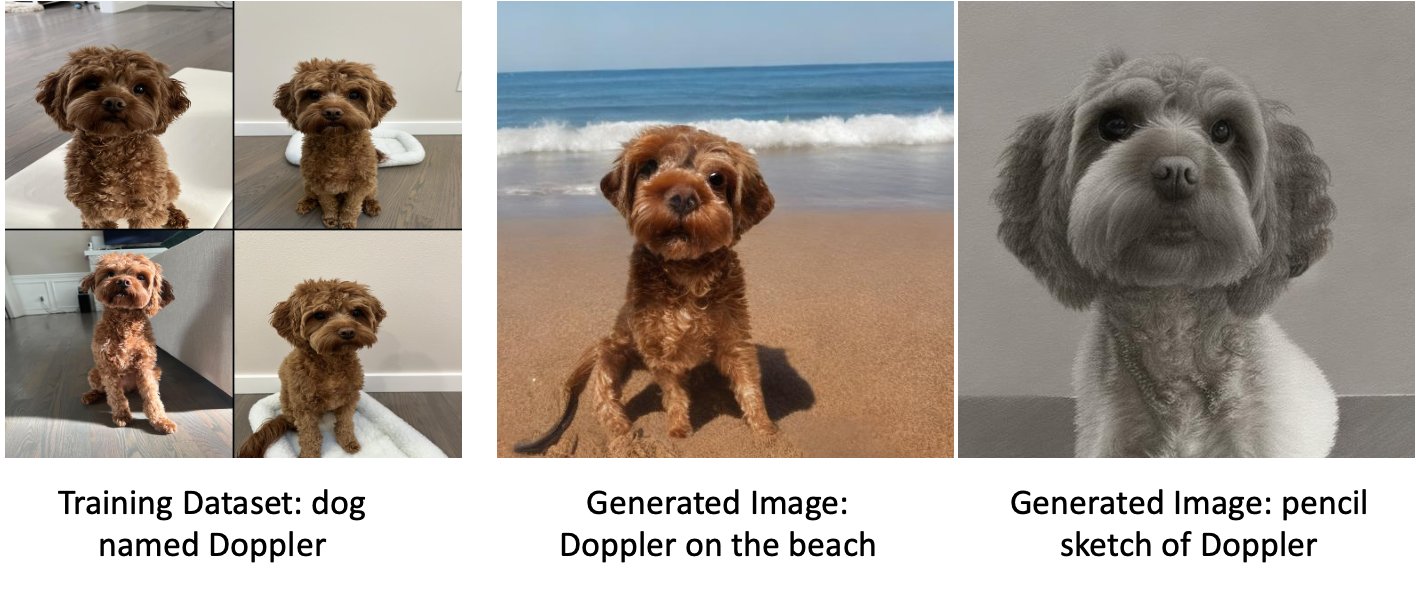 Training Dataset: dog
named Doppler
Generated Image:
Doppler on the beach
Generated Image: pencil
sketch of Doppler